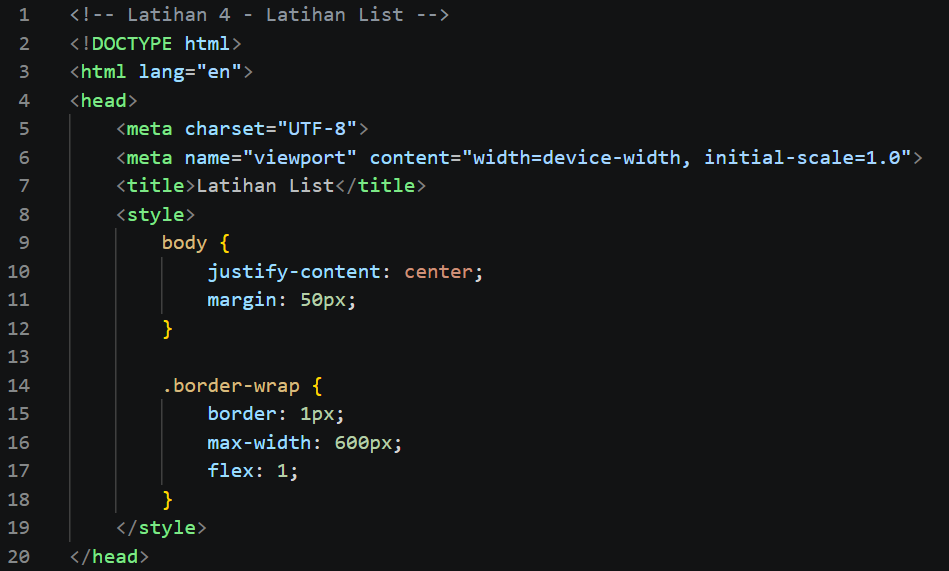 1 <!-- Latihan 4 - Latihan List -->
2 <!DOCTYPE html>
3 <html lang="en">
4 <head>
5     <meta charset="UTF-8">
6     <meta name="viewport" content="width=device-width, initial-scale=1.0">
7     <title>Latihan List</title>
8     <style>
9         body {
10             justify-content: center;
11             margin: 50px;
12         }
13
14         .border-wrap {
15             border: 1px;
16             max-width: 600px;
17             flex: 1;
18         }
19     </style>
20 </head>